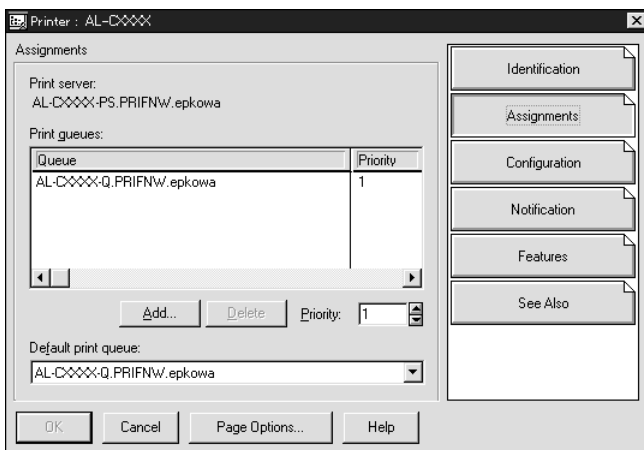 Printer : AL-CXXXX
Assignments
Print server:
AL-CXXXX-PS.PRIFNW.epkowa
Print queues:
Queue Priority
AL-CXXXX-Q.PRIFNW.epkowa 1
Add... Delete Priority: 1
Default print queue:
AL-CXXXX-Q.PRIFNW.epkowa
OK Cancel Page Options... Help
Identification
Assignments
Configuration
Notification
Features
See Also